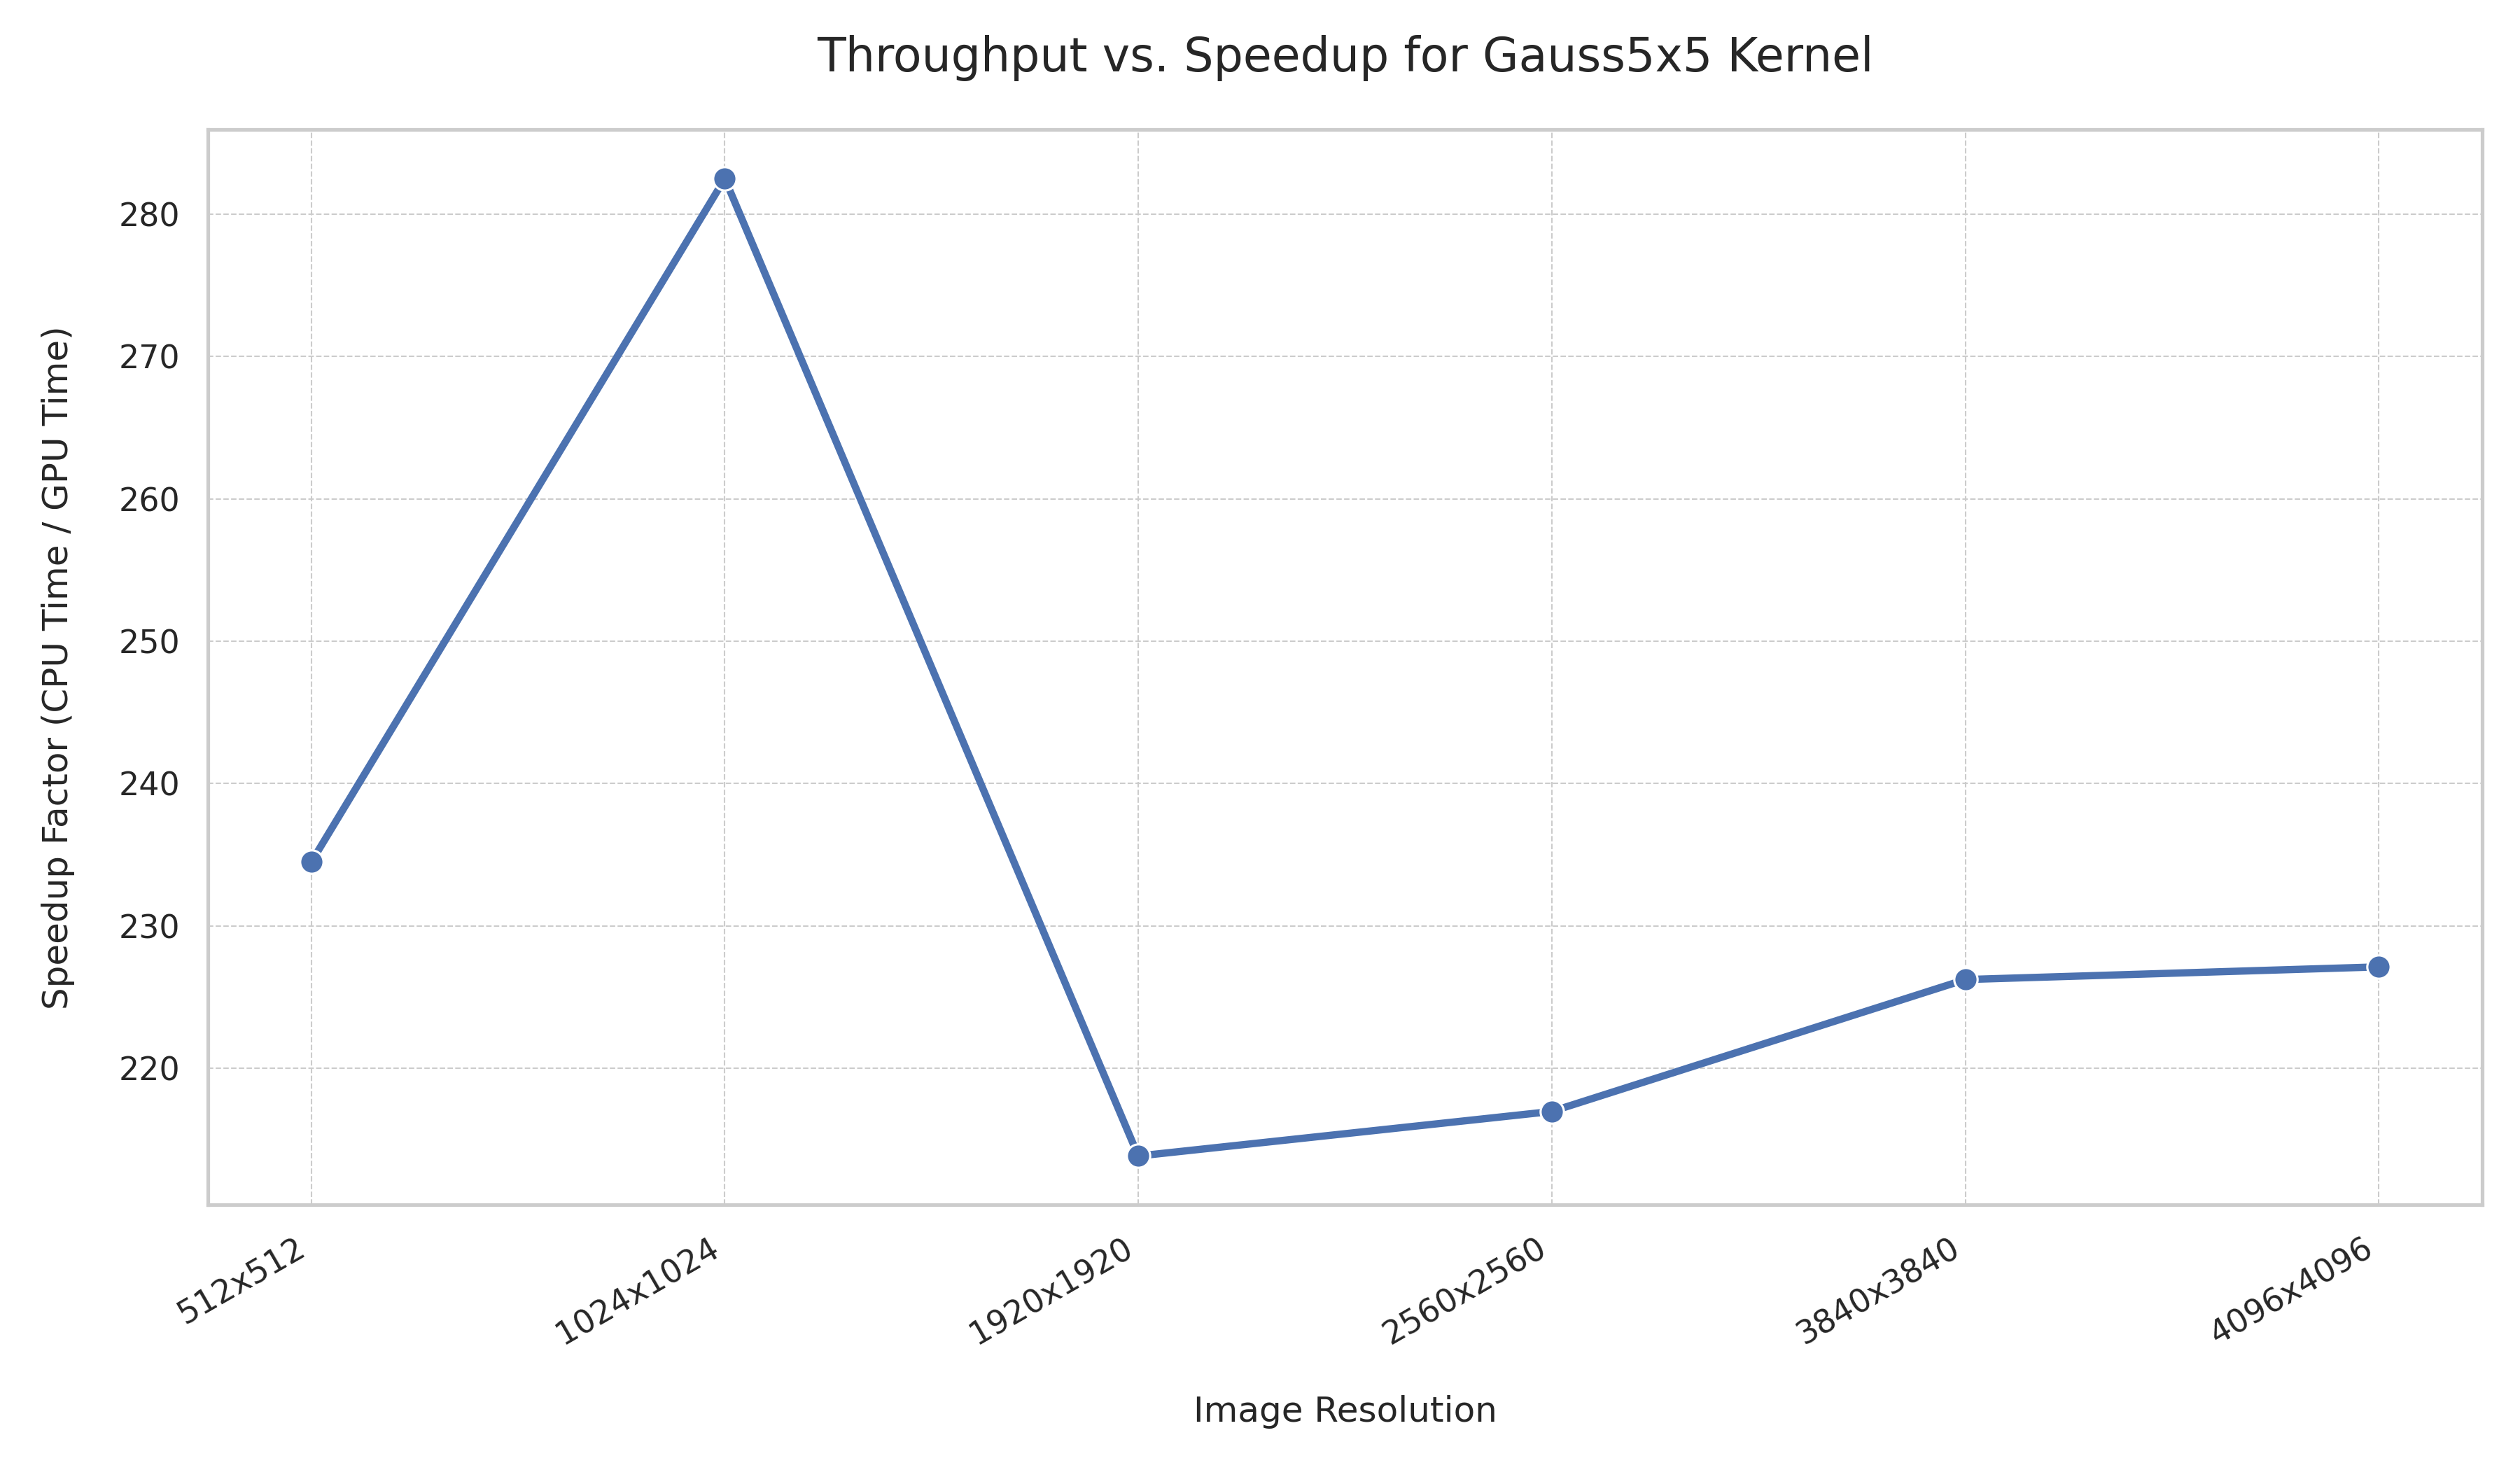 Throughput vs. Speedup for Gauss5x5 Kernel
Speedup Factor (CPU Time / GPU Time)
280
270
260
250
240
230
220
512x512
1024x1024
1920x1920
2560x2560
3840x3840
4096x4096
Image Resolution